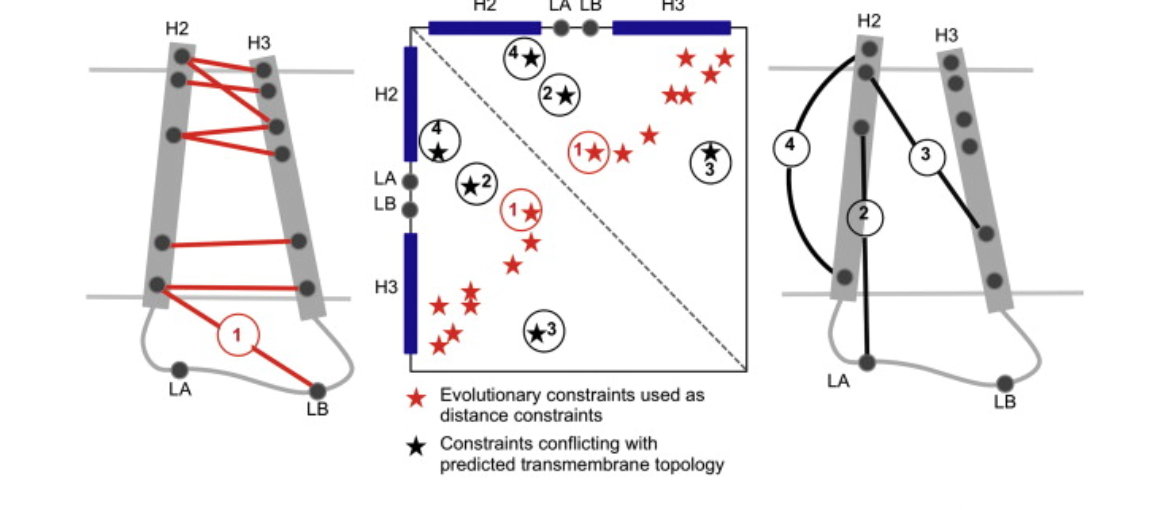 H2
H3
1
LA
LB
H2
LA LB
H3
H2
LA
LB
H3
4
2
1
3
4
2
1
3
Evolutionary constraints used as
distance constraints
Constraints conflicting with
predicted transmembrane topology
H2
H3
4
3
2
LA
LB